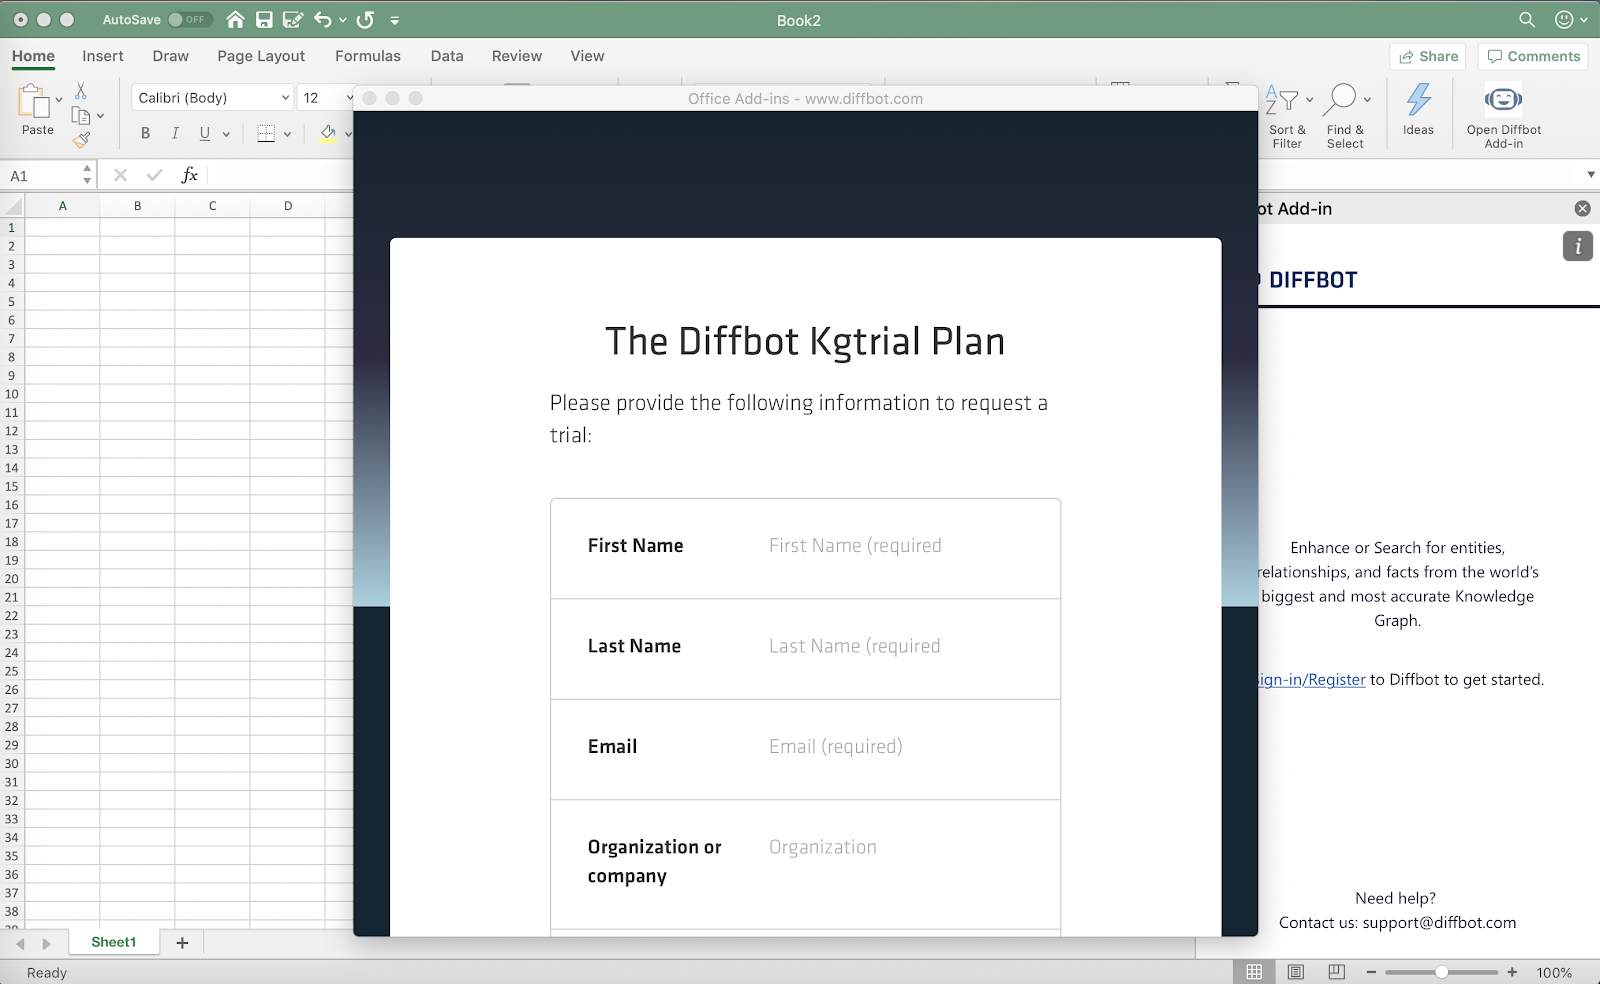 AutoSave OFF
Book2
Home Insert Draw Page Layout Formulas Data Review View
Share Comments
Paste
Calibri (Body) 12
B I U
Office Add-ins - www.diffbot.com
A Z
Sort & Filter
Find & Select
Ideas
Open Diffbot Add-in
A1 fx
A B C D
1
2
3
4
5
6
7
8
9
10
11
12
13
14
15
16
17
18
19
20
21
22
23
24
25
26
27
28
29
30
31
32
33
34
35
36
37
38
The Diffbot Kgtrial Plan
Please provide the following information to request a
trial:
First Name First Name (required
Last Name Last Name (required
Email Email (required)
Organization or Organization
company
ot Add-in
i
DIFFBOT
Enhance or Search for entities,
relationships, and facts from the world's
biggest and most accurate Knowledge
Graph.
ign-in/Register to Diffbot to get started.
Need help?
Contact us: support@diffbot.com
Sheet1 +
Ready
100%